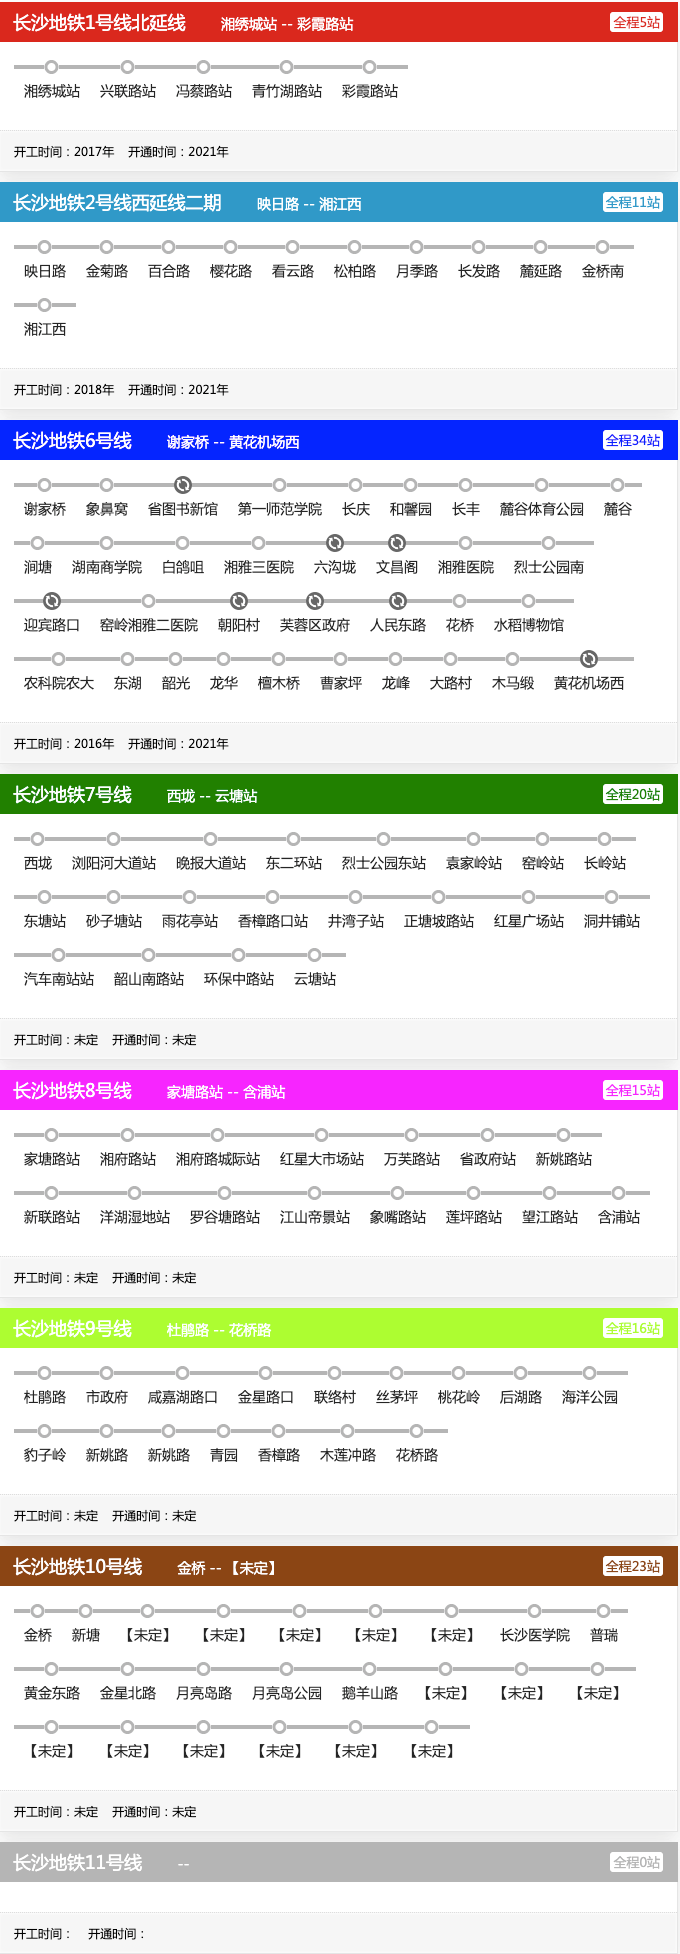 长沙地铁1号线北延线 湘绣城站 -- 彩霞路站 全程5站
湘绣城站 兴联路站 冯蔡路站 青竹湖路站 彩霞路站
开工时间：2017年 开通时间：2021年
长沙地铁2号线西延线二期 映日路 -- 湘江西 全程11站
映日路 金菊路 百合路 樱花路 看云路 松柏路 月季路 长发路 麓延路 金桥南
湘江西
开工时间：2018年 开通时间：2021年
长沙地铁6号线 谢家桥 -- 黄花机场西 全程34站
谢家桥 象鼻窝 省图书新馆 第一师范学院 长庆 和馨园 长丰 麓谷体育公园 麓谷
涧塘 湖南商学院 白鸽咀 湘雅三医院 六沟垅 文昌阁 湘雅医院 烈士公园南
迎宾路口 窑岭湘雅二医院 朝阳村 芙蓉区政府 人民东路 花桥 水稻博物馆
农科院农大 东湖 韶光 龙华 檀木桥 曹家坪 龙峰 大路村 木马塅 黄花机场西
开工时间：2016年 开通时间：2021年
长沙地铁7号线 西垅 -- 云塘站 全程20站
西垅 浏阳河大道站 晚报大道站 东二环站 烈士公园东站 袁家岭站 窑岭站 长岭站
东塘站 砂子塘站 雨花亭站 香樟路口站 井湾子站 正塘坡路站 红星广场站 洞井铺站
汽车南站站 韶山南路站 环保中路站 云塘站
开工时间：未定 开通时间：未定
长沙地铁8号线 家塘路站 -- 含浦站 全程15站
家塘路站 湘府路站 湘府路城际站 红星大市场站 万芙路站 省政府站 新姚路站
新联路站 洋湖湿地站 罗谷塘路站 江山帝景站 象嘴路站 莲坪路站 望江路站 含浦站
开工时间：未定 开通时间：未定
长沙地铁9号线 杜鹃路 -- 花桥路 全程16站
杜鹃路 市政府 咸嘉湖路口 金星路口 联络村 丝茅坪 桃花岭 后湖路 海洋公园
豹子岭 新姚路 新姚路 青园 香樟路 木莲冲路 花桥路
开工时间：未定 开通时间：未定
长沙地铁10号线 金桥 -- 【未定】 全程23站
金桥 新塘 【未定】 【未定】 【未定】 【未定】 【未定】 长沙医学院 普瑞
黄金东路 金星北路 月亮岛路 月亮岛公园 鹅羊山路 【未定】 【未定】 【未定】
【未定】 【未定】 【未定】 【未定】 【未定】 【未定】
开工时间：未定 开通时间：未定
长沙地铁11号线 -- 全程0站
开工时间： 开通时间：